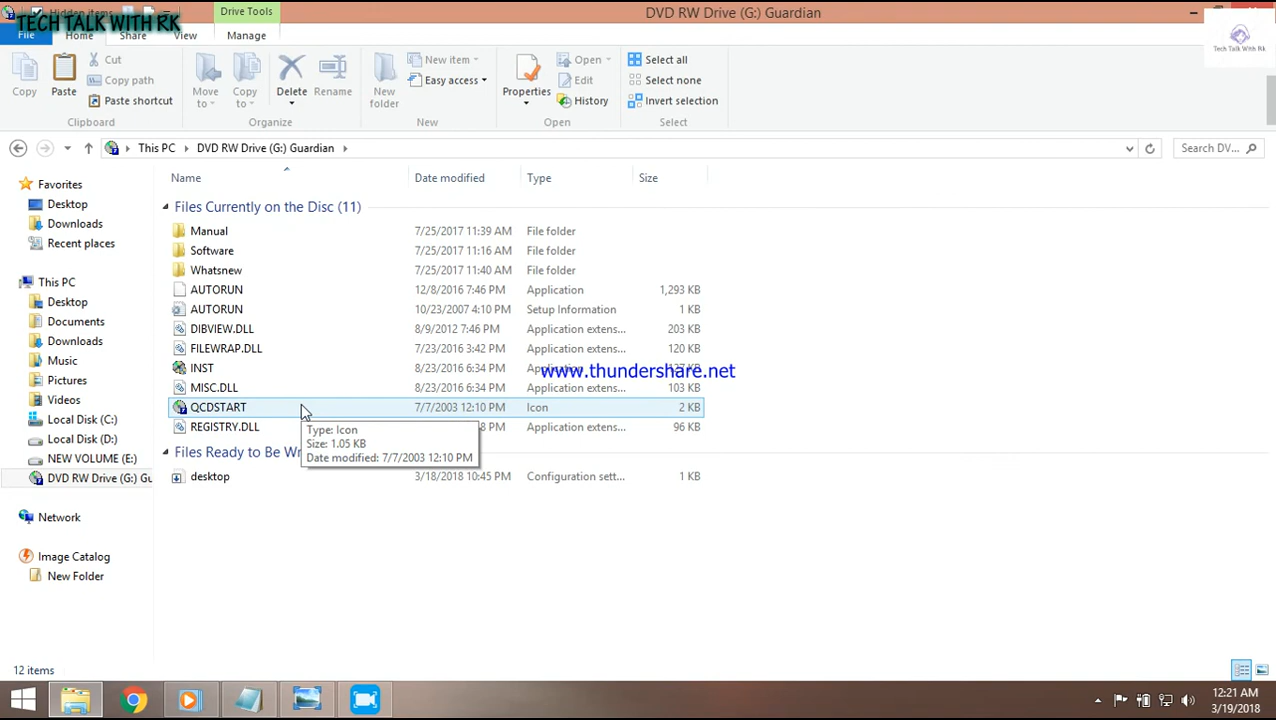 TECH TALK WITH RK
Hidden items
Drive Tools
DVD RW Drive (G:) Guardian
File
Home
Share
View
Manage
Tech Talk With RK
Copy
Paste
Cut
Copy path
Paste shortcut
Move to
Copy to
Delete
Rename
New folder
New item
Easy access
Properties
Open
Edit
History
Select all
Select none
Invert selection
Clipboard
Organize
New
Open
Select
This PC
DVD RW Drive (G:) Guardian
Search DV...
Favorites
Desktop
Downloads
Recent places
This PC
Desktop
Documents
Downloads
Music
Pictures
Videos
Local Disk (C:)
Local Disk (D:)
NEW VOLUME (E:)
DVD RW Drive (G:) Gu
Network
Image Catalog
New Folder
Name Date modified Type Size
Files Currently on the Disc (11)
Manual 7/25/2017 11:39 AM File folder
Software 7/25/2017 11:16 AM File folder
Whatsnew 7/25/2017 11:40 AM File folder
AUTORUN 12/8/2016 7:46 PM Application 1,293 KB
AUTORUN 10/23/2007 4:10 PM Setup Information 1 KB
DIBVIEW.DLL 8/9/2012 7:46 PM Application extens... 203 KB
FILEWRAP.DLL 7/23/2016 3:42 PM Application extens... 120 KB
INST 8/23/2016 6:34 PM KB
www.thundershare.net
MISC.DLL 8/23/2016 6:34 PM Application extens... 103 KB
QCDSTART 7/7/2003 12:10 PM Icon 2 KB
REGISTRY.DLL 8 PM Application extens... 96 KB
Type: Icon
Size: 1.05 KB
Date modified: 7/7/2003 12:10 PM
Files Ready to Be Wr
desktop 3/18/2018 10:45 PM Configuration sett... 1 KB
12 items
12:21 AM
3/19/2018